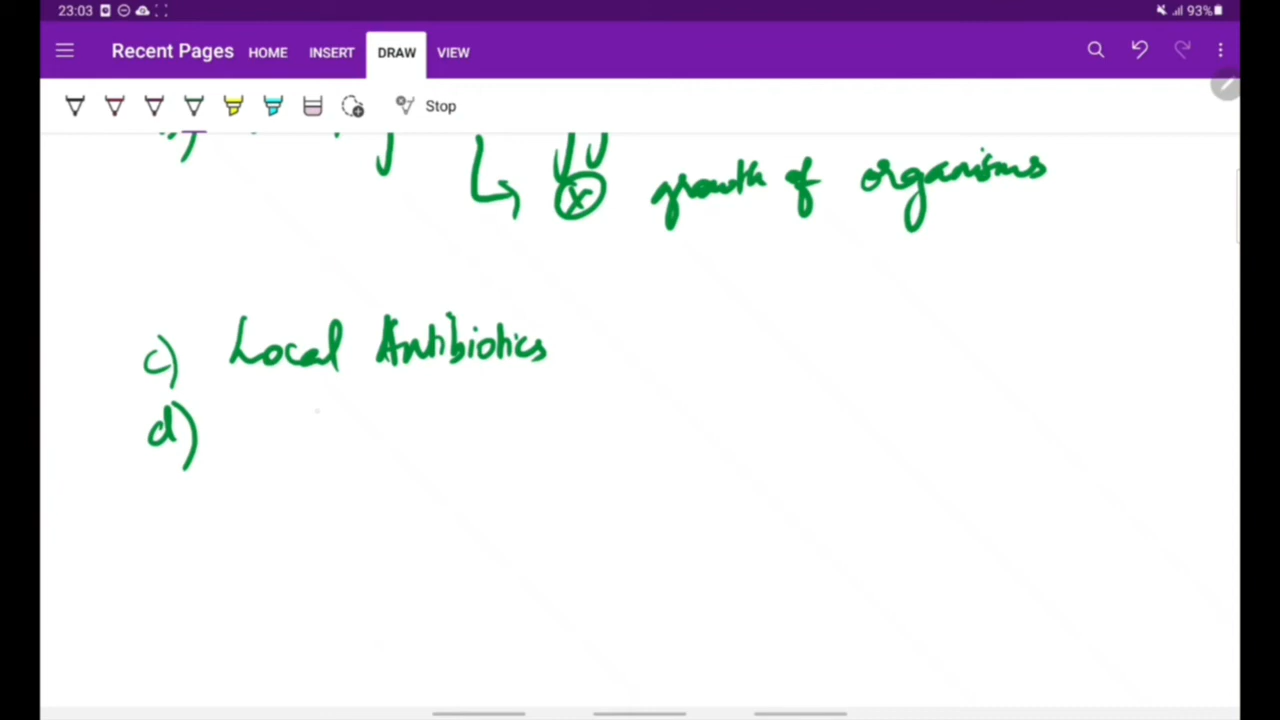 23:03 93%
Recent Pages HOME INSERT DRAW VIEW
Stop
growth of organisms
c) Local Antibiotics
d)